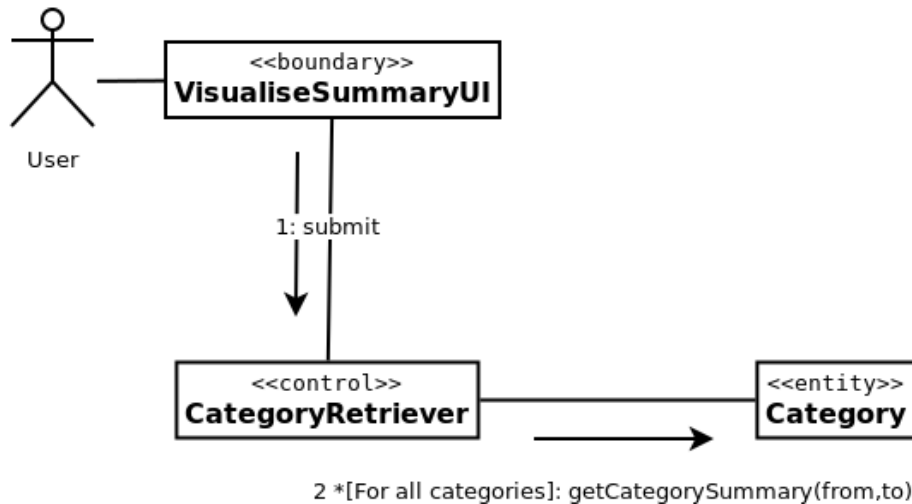 <<boundary>>
VisualiseSummaryUI
User
1: submit
<<control>>
CategoryRetriever
<<entity>>
Category
2 *[For all categories]: getCategorySummary(from,to)